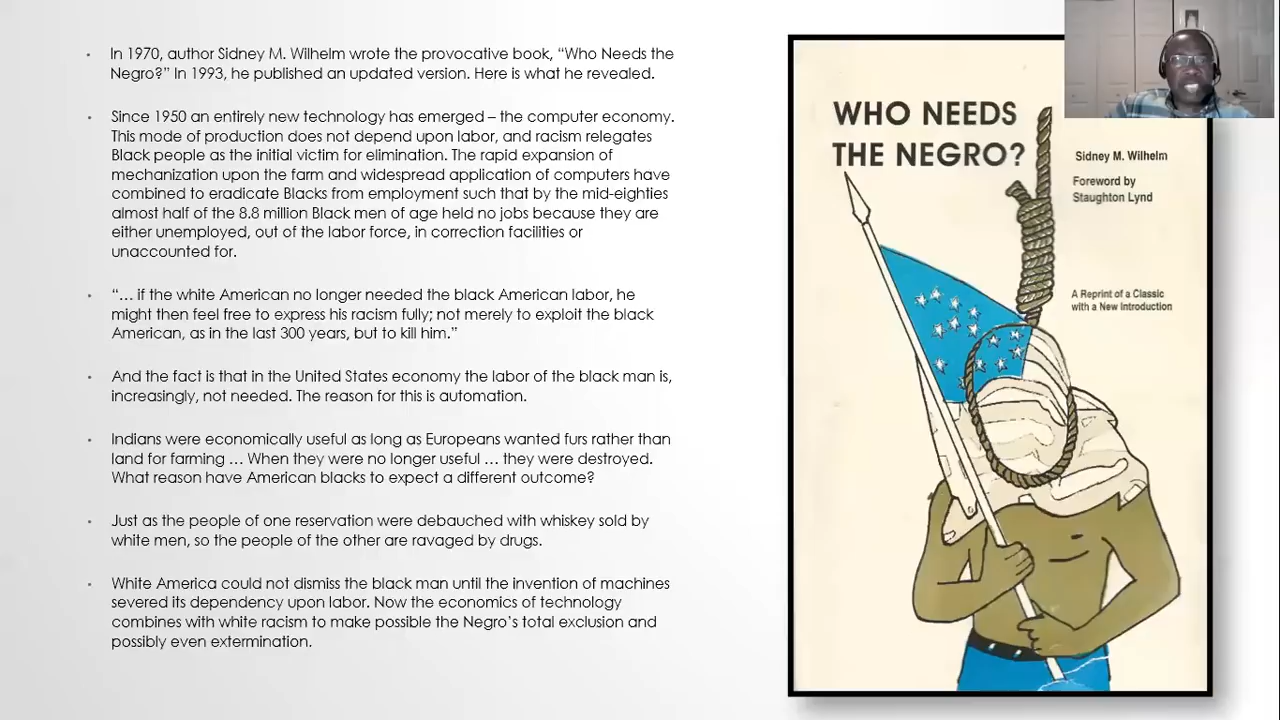 In 1970, author Sidney M. Wilhelm wrote the provocative book, “Who Needs the
Negro?” In 1993, he published an updated version. Here is what he revealed.
Since 1950 an entirely new technology has emerged – the computer economy.
This mode of production does not depend upon labor, and racism relegates
Black people as the initial victim for elimination. The rapid expansion of
mechanization upon the farm and widespread application of computers have
combined to eradicate Blacks from employment such that by the mid-eighties
almost half of the 8.8 million Black men of age held no jobs because they are
either unemployed, out of the labor force, in correction facilities or
unaccounted for.
“… if the white American no longer needed the black American labor, he
might then feel free to express his racism fully; not merely to exploit the black
American, as in the last 300 years, but to kill him.”
And the fact is that in the United States economy the labor of the black man is,
increasingly, not needed. The reason for this is automation.
Indians were economically useful as long as Europeans wanted furs rather than
land for farming … When they were no longer useful … they were destroyed.
What reason have American blacks to expect a different outcome?
Just as the people of one reservation were debauched with whiskey sold by
white men, so the people of the other are ravaged by drugs.
White America could not dismiss the black man until the invention of machines
severed its dependency upon labor. Now the economics of technology
combines with white racism to make possible the Negro’s total exclusion and
possibly even extermination.
WHO NEEDS
THE NEGRO?
Sidney M. Wilhelm
Foreword by
Staughton Lynd
A Reprint of a Classic
with a New Introduction